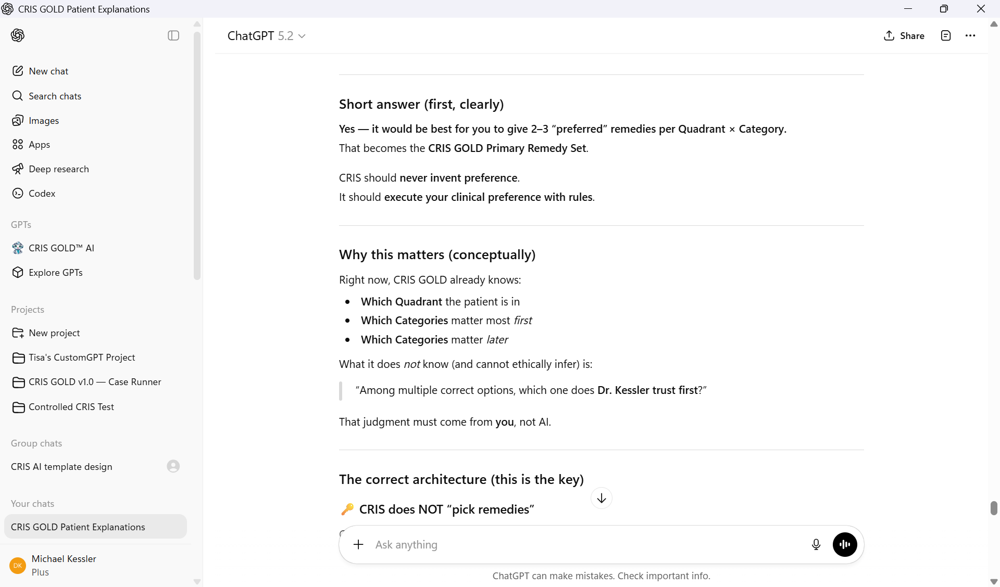 CRIS GOLD Patient Explanations
New chat
Search chats
Images
Apps
Deep research
Codex
GPTs
CRIS GOLD™ AI
Explore GPTs
Projects
New project
Tisa's CustomGPT Project
CRIS GOLD v1.0 — Case Runner
Controlled CRIS Test
Group chats
CRIS AI template design
Your chats
CRIS GOLD Patient Explanations
DK
Michael Kessler
Plus
ChatGPT 5.2
Share
Short answer (first, clearly)
Yes — it would be best for you to give 2–3 “preferred” remedies per Quadrant × Category.
That becomes the CRIS GOLD Primary Remedy Set.
CRIS should never invent preference.
It should execute your clinical preference with rules.
Why this matters (conceptually)
Right now, CRIS GOLD already knows:
• Which Quadrant the patient is in
• Which Categories matter most first
• Which Categories matter later
What it does not know (and cannot ethically infer) is:
“Among multiple correct options, which one does Dr. Kessler trust first?”
That judgment must come from you, not AI.
The correct architecture (this is the key)
🔑 CRIS does NOT “pick remedies”
Ask anything
ChatGPT can make mistakes. Check important info.